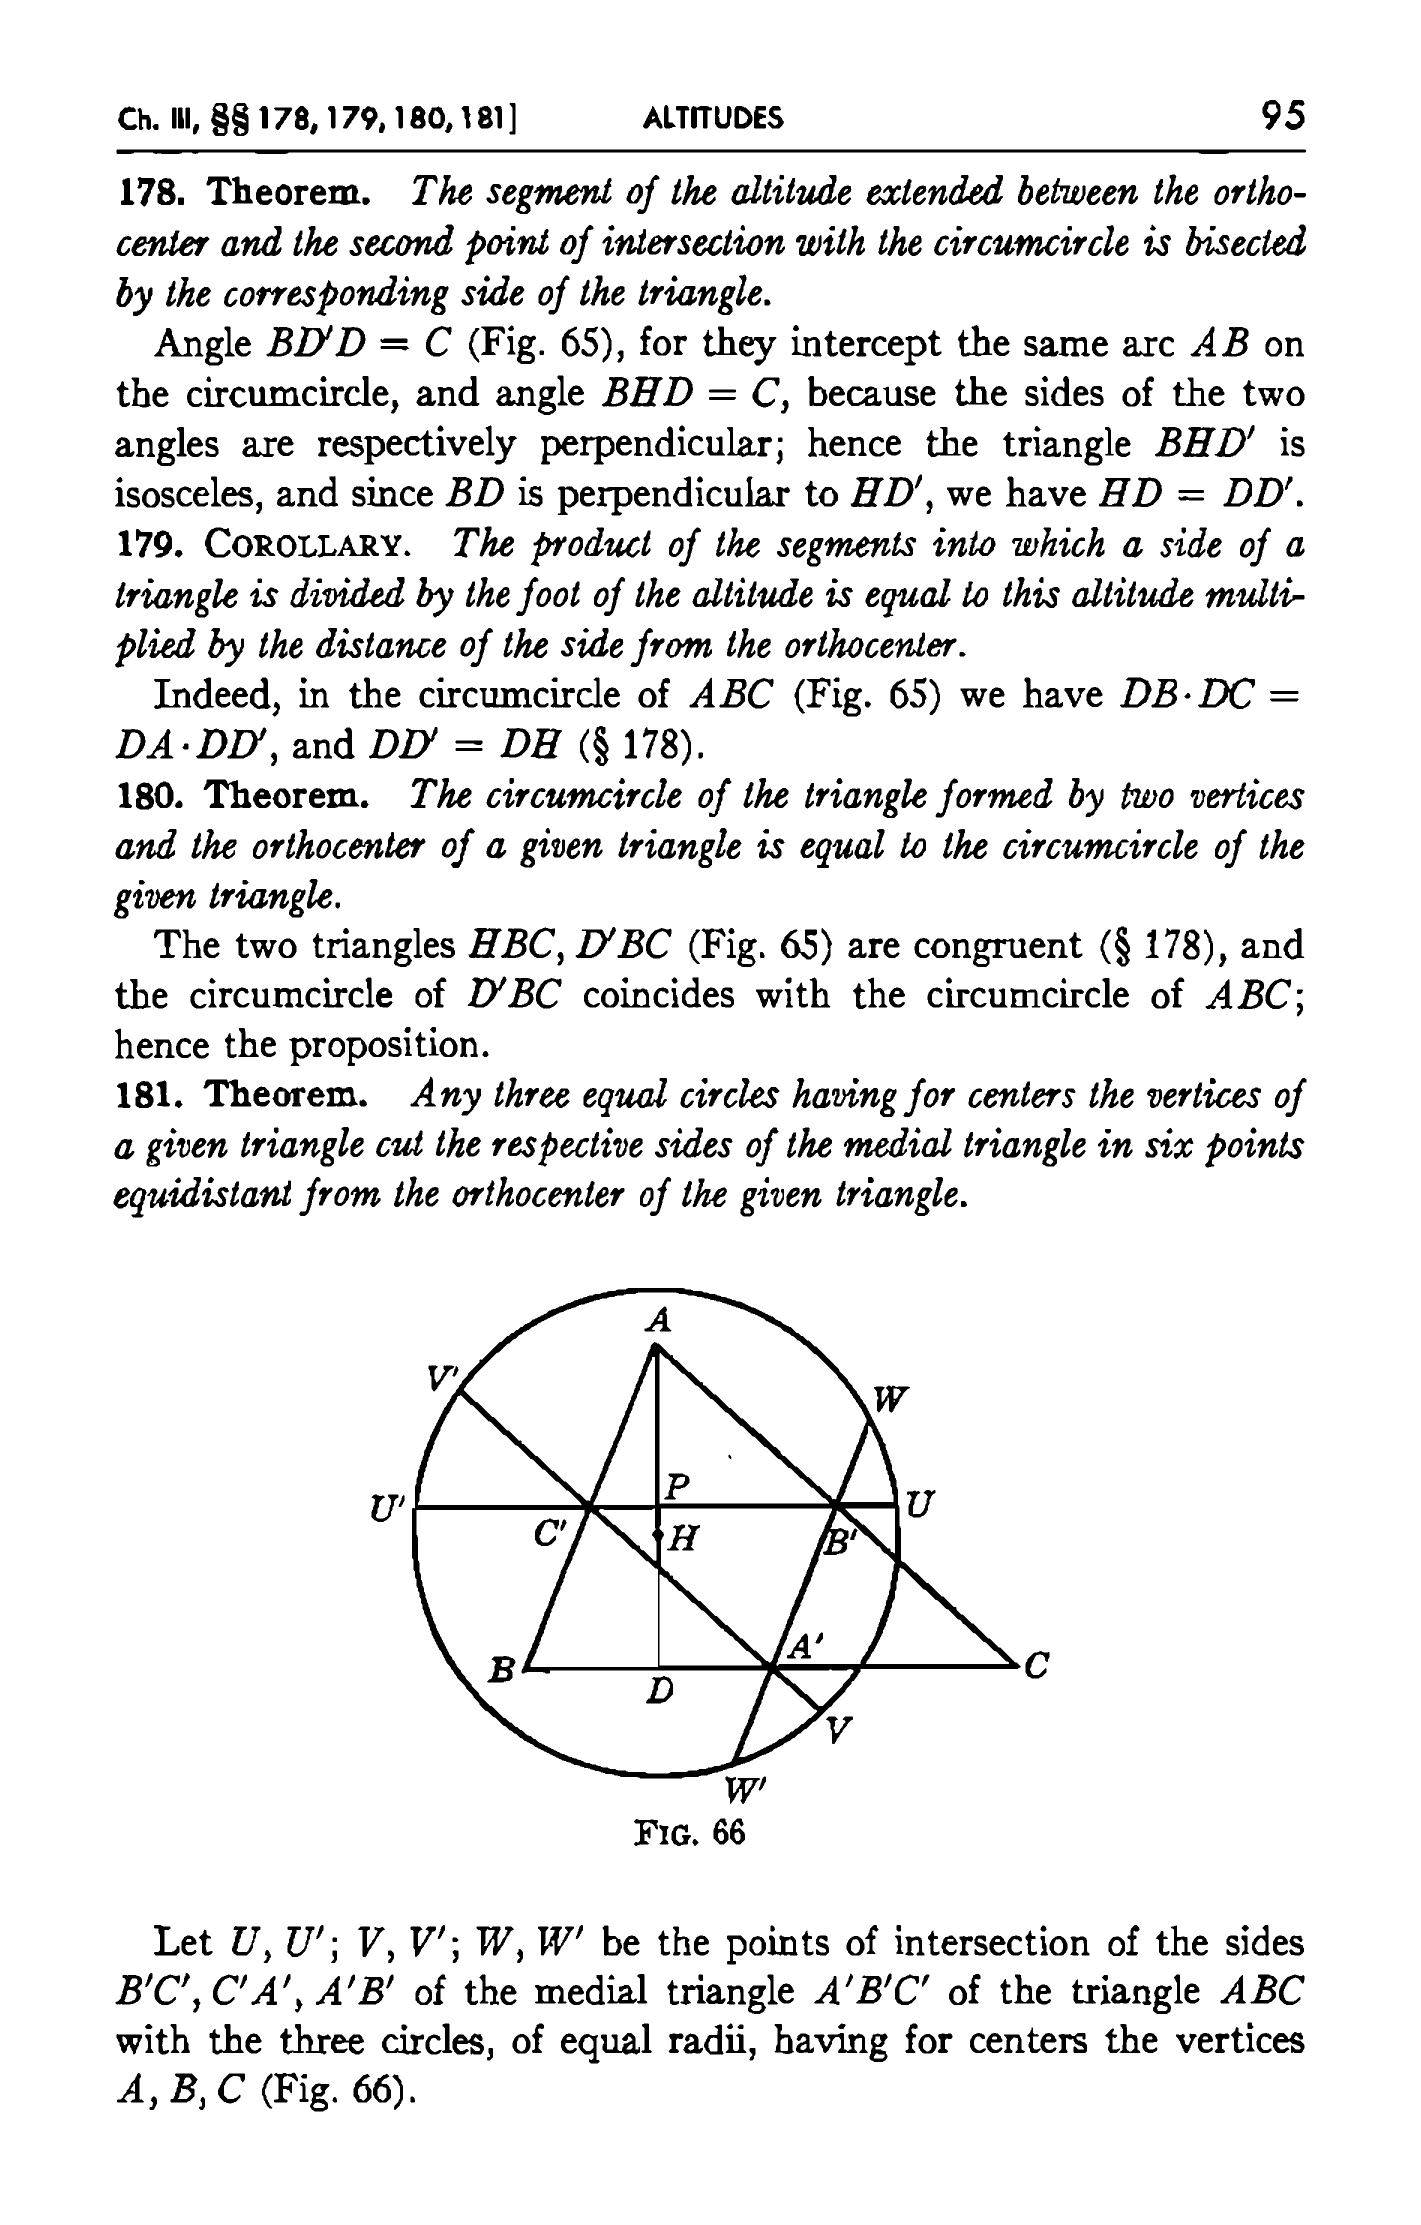 Ch. III, §§ 178, 179, 180, 181] ALTITUDES 95
178. Theorem. The segment of the altitude extended between the ortho-
center and the second point of intersection with the circumcircle is bisected
by the corresponding side of the triangle.
Angle BD'D = C (Fig. 65), for they intercept the same arc AB on
the circumcircle, and angle BHD = C, because the sides of the two
angles are respectively perpendicular; hence the triangle BHD' is
isosceles, and since BD is perpendicular to HD', we have HD = DD'.
179. COROLLARY. The product of the segments into which a side of a
triangle is divided by the foot of the altitude is equal to this altitude multi-
plied by the distance of the side from the orthocenter.
Indeed, in the circumcircle of ABC (Fig. 65) we have DB·DC =
DA·DD', and DD' = DH (§ 178).
180. Theorem. The circumcircle of the triangle formed by two vertices
and the orthocenter of a given triangle is equal to the circumcircle of the
given triangle.
The two triangles HBC, D'BC (Fig. 65) are congruent (§ 178), and
the circumcircle of D'BC coincides with the circumcircle of ABC;
hence the proposition.
181. Theorem. Any three equal circles having for centers the vertices of
a given triangle cut the respective sides of the medial triangle in six points
equidistant from the orthocenter of the given triangle.
A
V'
W
P
U'
U
C'
H
B'
A'
B
C
D
V
W'
FIG. 66
Let U, U'; V, V'; W, W' be the points of intersection of the sides
B'C', C'A', A'B' of the medial triangle A'B'C' of the triangle ABC
with the three circles, of equal radii, having for centers the vertices
A, B, C (Fig. 66).